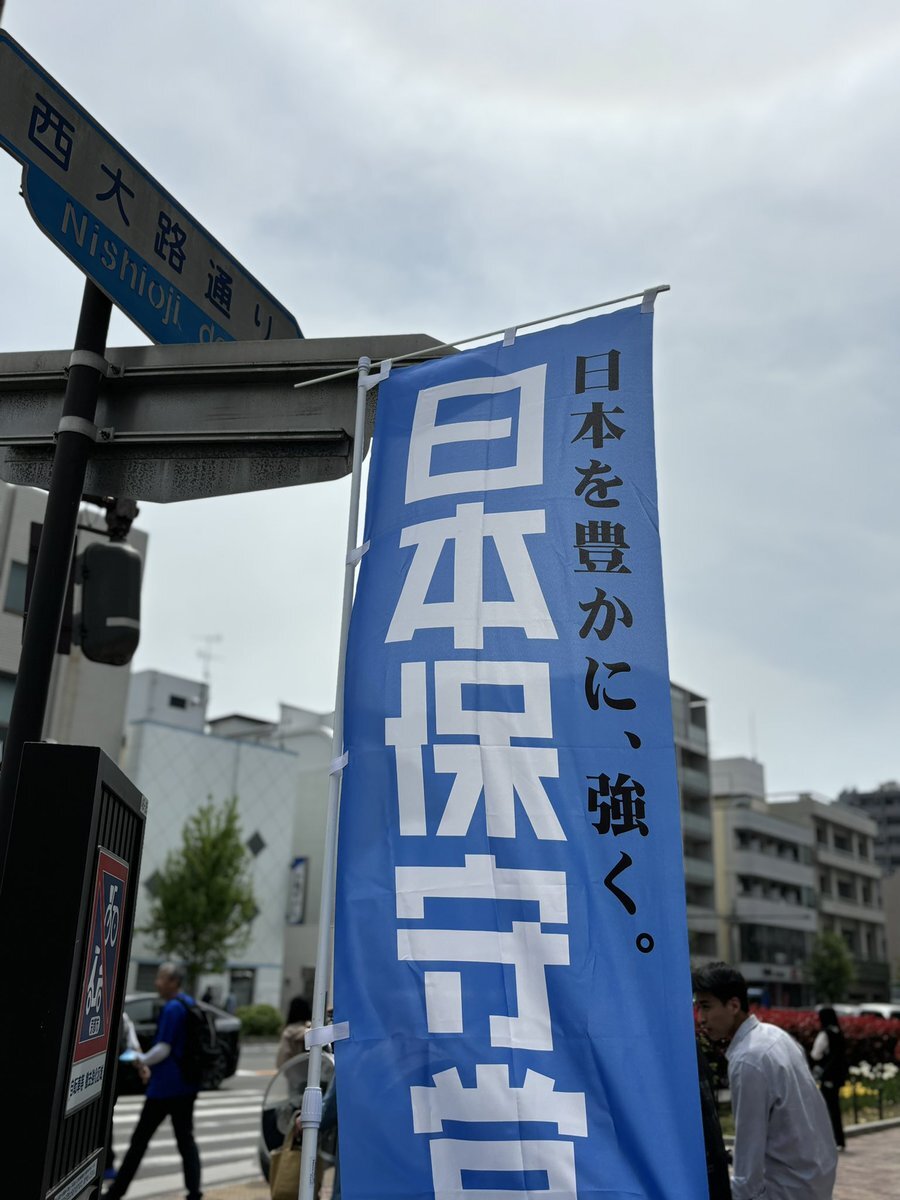 西大路通り
Nishioji
日本を豊かに、強く。
日本保守党